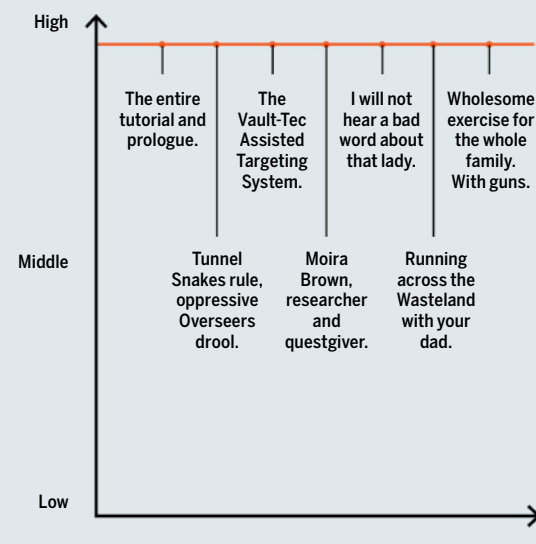 High
The entire
tutorial and
prologue.
The
Vault-Tec
Assisted
Targeting
System.
I will not
hear a bad
word about
that lady.
Wholesome
exercise for
the whole
family.
With guns.
Middle
Tunnel
Snakes rule,
oppressive
Overseers
drool.
Moira
Brown,
researcher
and
questgiver.
Running
across the
Wasteland
with your
dad.
Low